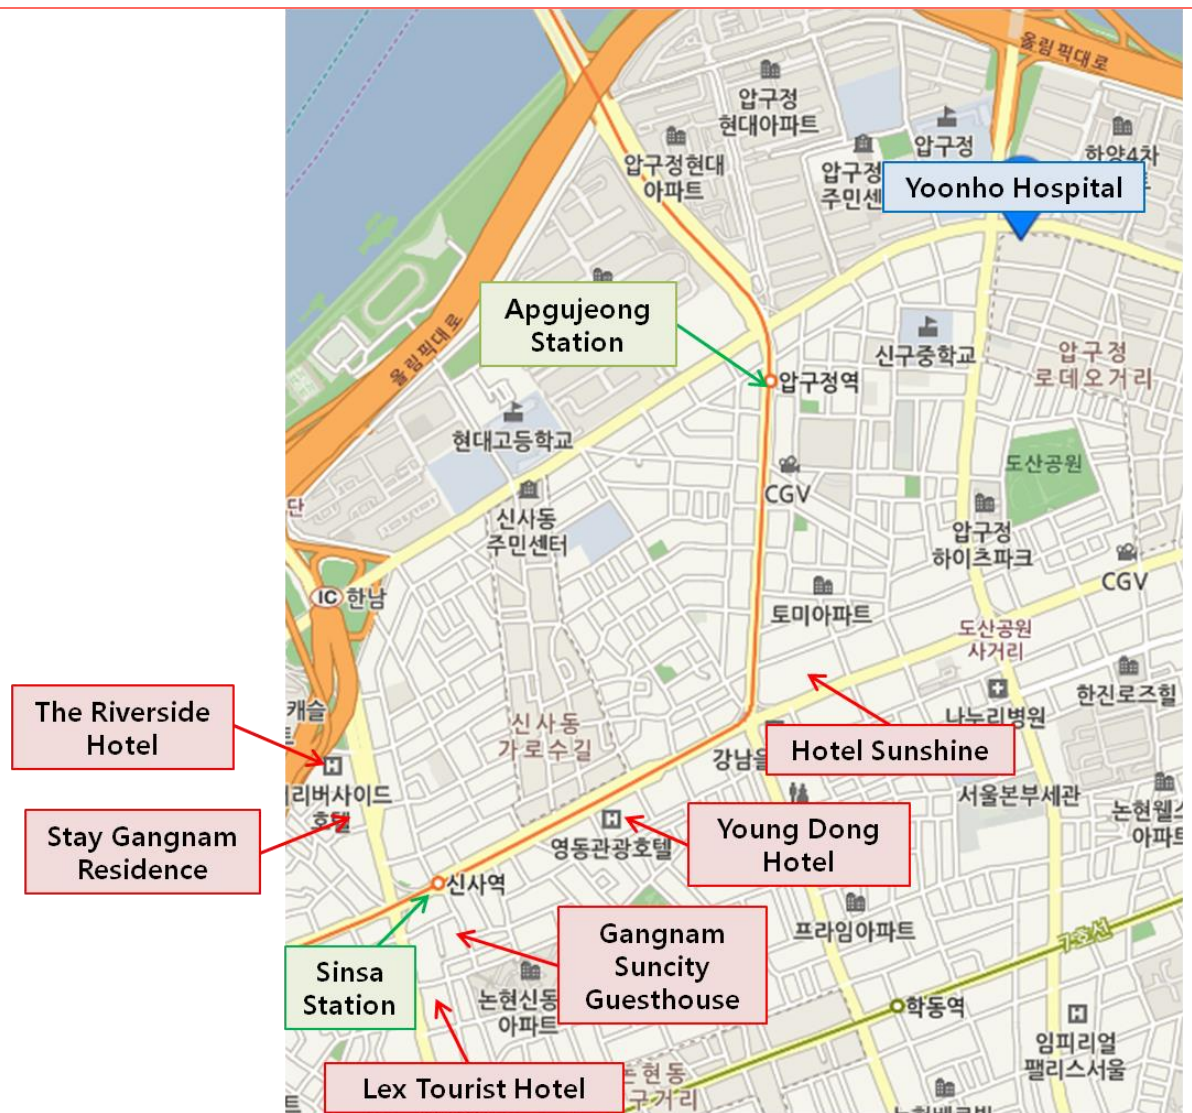 올림픽대로
압구정
현대아파트
압구정현대
아파트
압구정
주민센
압구정
하양4차
Yoonho Hospital
Apgujeong
Station
올림픽대로
압구정역
신구중학교
압구정
로데오거리
현대고등학교
도산공원
CGV
단
신사동
주민센터
압구정
하이츠파크
CGV
IC 한남
토미아파트
도산공원
사거리
The Riverside
Hotel
캐슬
트
신사동
가로수길
한진로즈힐
나누리병원
강남을
Hotel Sunshine
리버사이드
호텔
Stay Gangnam
Residence
영동관광호텔
Young Dong
Hotel
서울본부세관
논현웰스
아파트
신사역
Gangnam
Suncity
Guesthouse
프라임아파트
7호선
Sinsa
Station
논현신동
아파트
학동역
임피리얼
팰리스서울
Lex Tourist Hotel
논현동
구거리
트